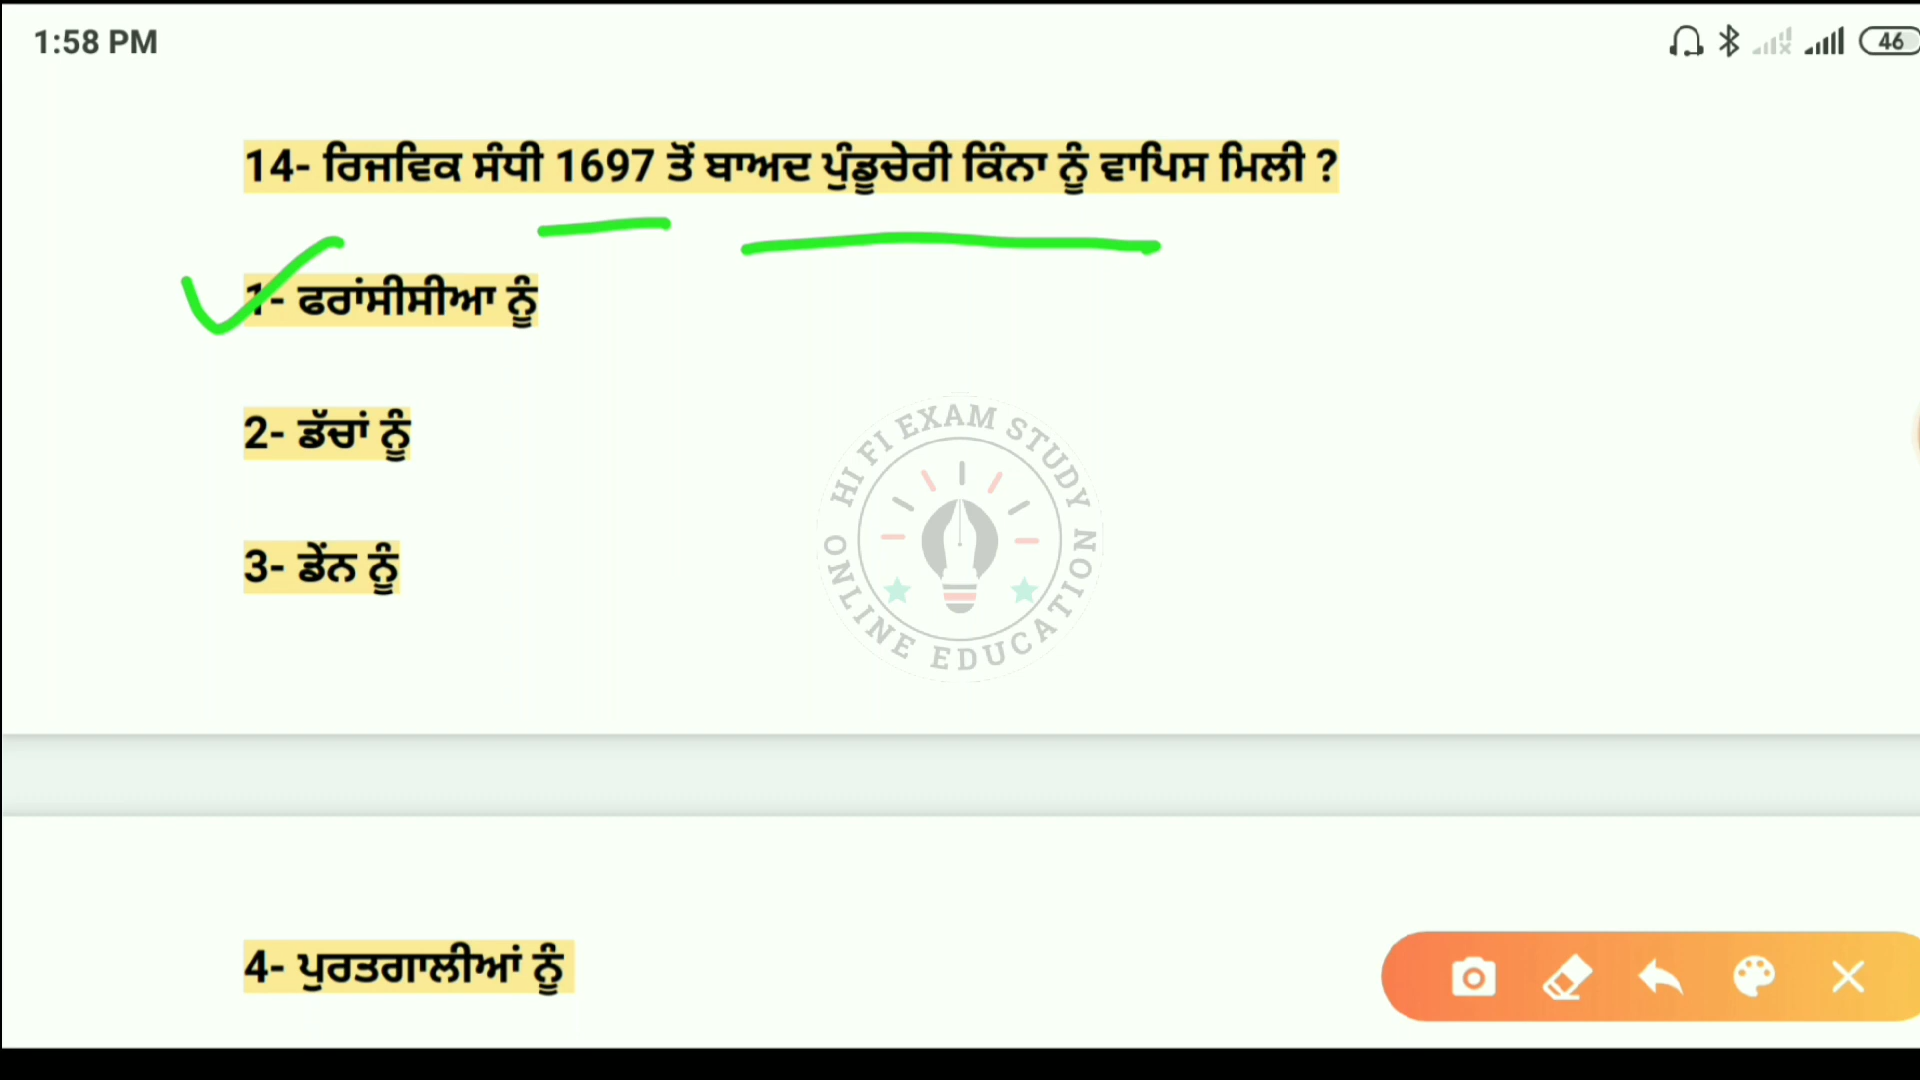 1:58 PM
46
14- ਰਿਜਵਿਕ ਸੰਧੀ 1697 ਤੋਂ ਬਾਅਦ ਪੁੰਡੂਚੇਰੀ ਕਿੰਨਾ ਨੂੰ ਵਾਪਿਸ ਮਿਲੀ ?
1- ਫਰਾਂਸੀਸੀਆ ਨੂੰ
2- ਡੱਚਾਂ ਨੂੰ
3- ਡੇਂਨ ਨੂੰ
HI FI EXAM STUDY
ONLINE EDUCATION
4- ਪੁਰਤਗਾਲੀਆਂ ਨੂੰ